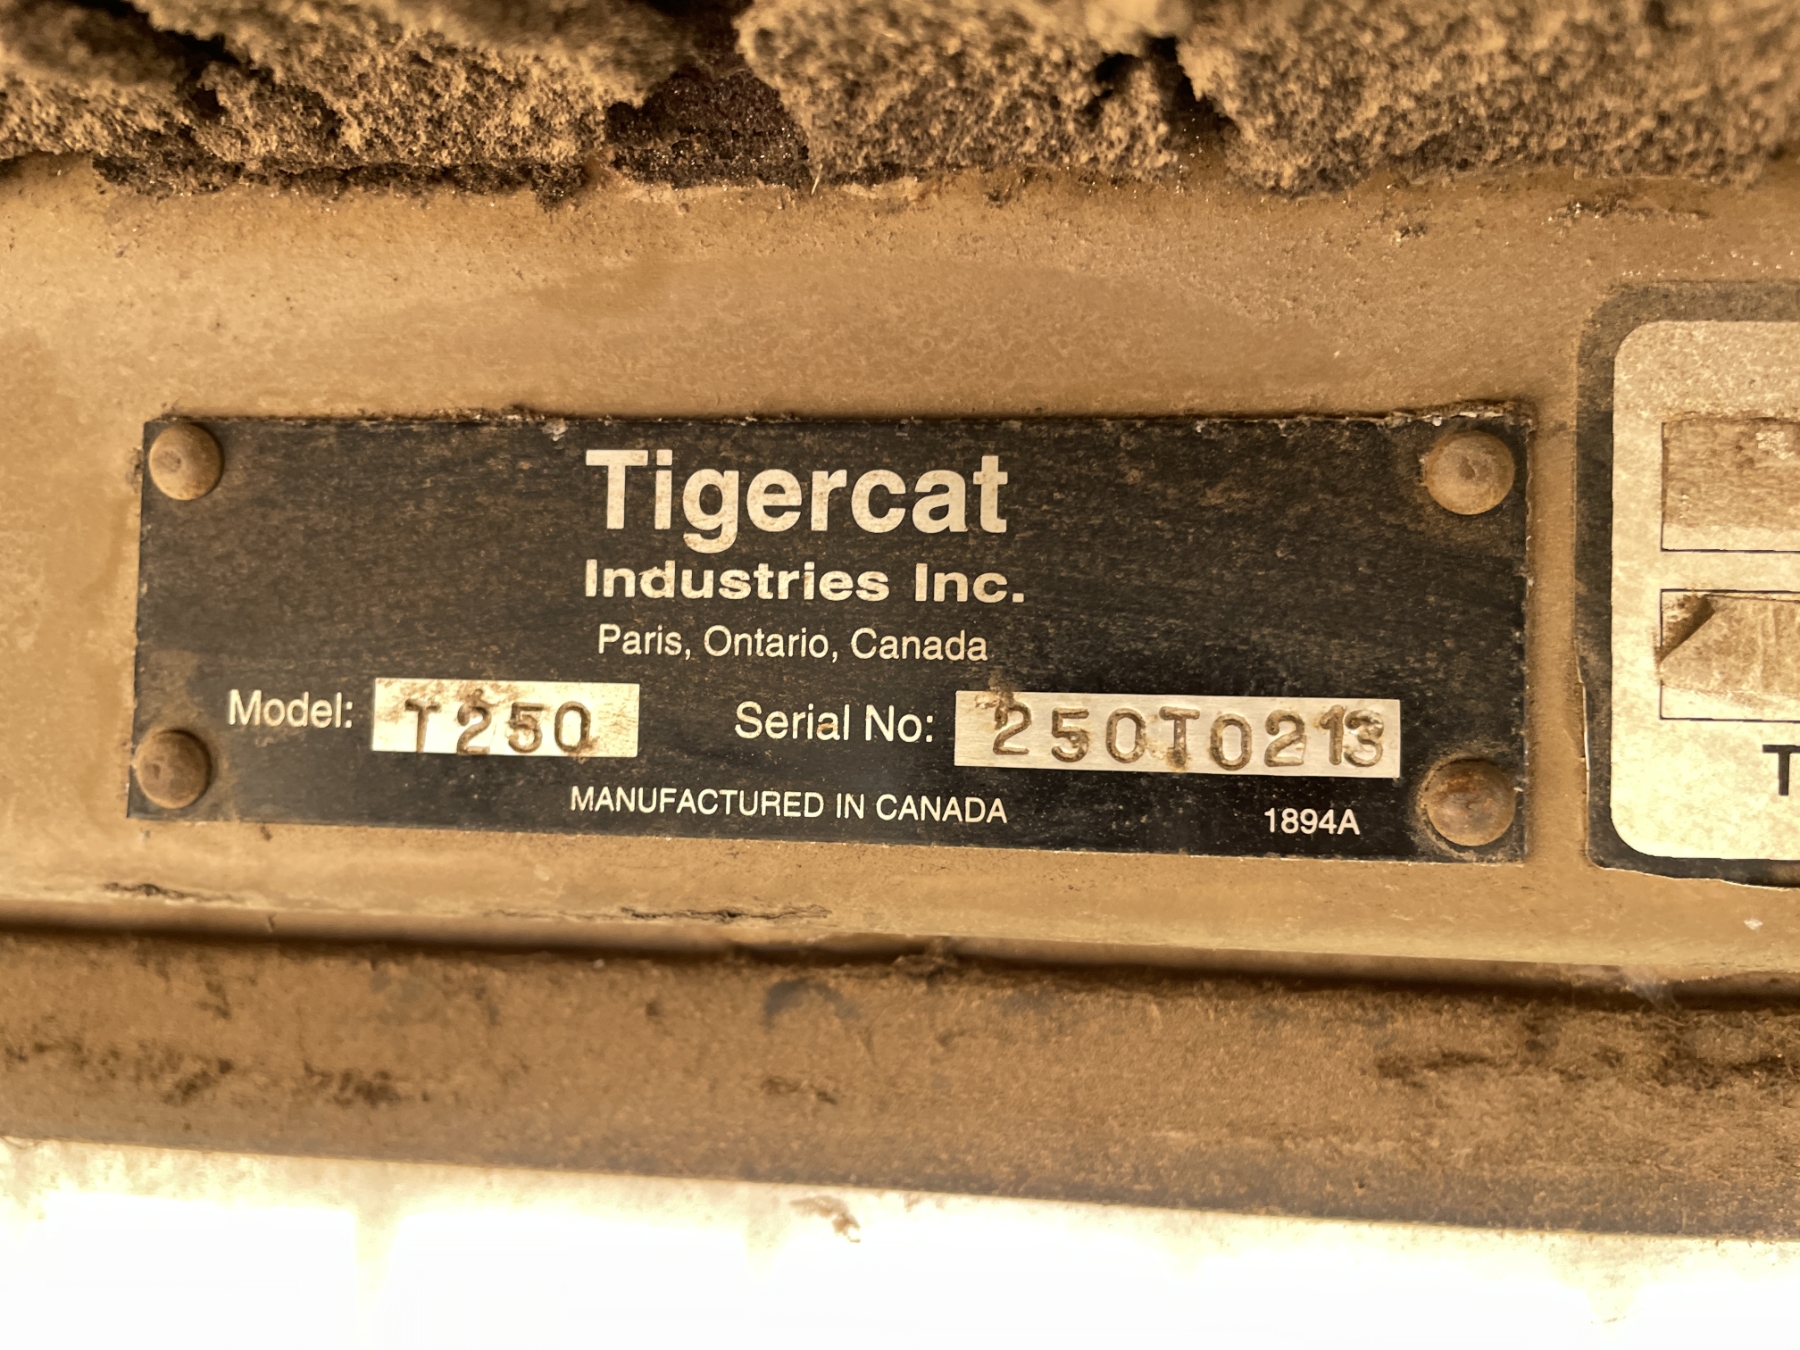 Tigercat
Industries Inc.
Paris, Ontario, Canada
Model: T250 Serial No: 250T0213
MANUFACTURED IN CANADA 1894A
T